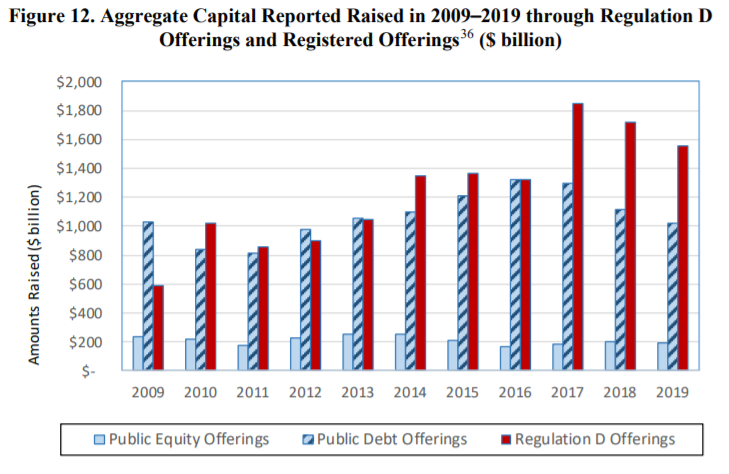 Figure 12. Aggregate Capital Reported Raised in 2009–2019 through Regulation D
Offerings and Registered Offerings36 ($ billion)
Amounts Raised ($ billion)
$2,000
$1,800
$1,600
$1,400
$1,200
$1,000
$800
$600
$400
$200
$-
2009 2010 2011 2012 2013 2014 2015 2016 2017 2018 2019
Public Equity Offerings Public Debt Offerings Regulation D Offerings